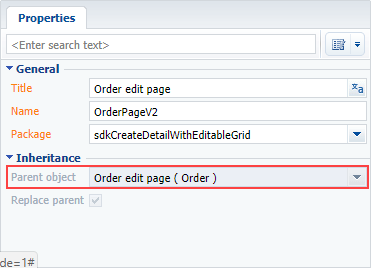 Properties
<Enter search text>
General
Title Order edit page
Name OrderPageV2
Package sdkCreateDetailWithEditableGrid
Inheritance
Parent object Order edit page ( Order )
Replace parent
de=1#